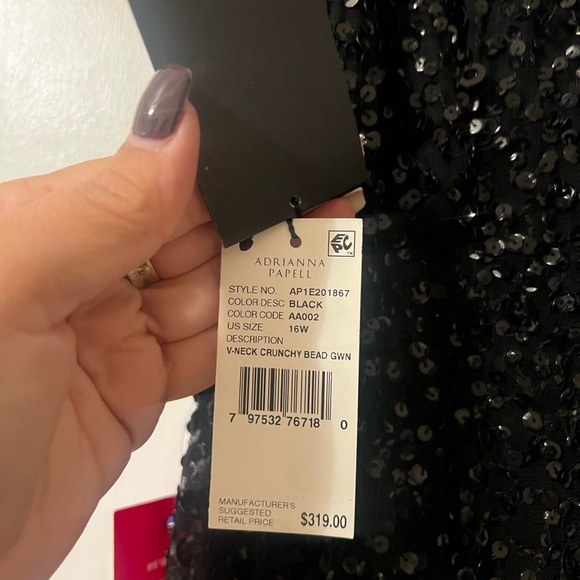 EPC
ADRIANNA
PAPELL
STYLE NO. AP1E201867
COLOR DESC BLACK
COLOR CODE AA002
US SIZE 16W
DESCRIPTION
V-NECK CRUNCHY BEAD GWN
7 97532 76718 0
MANUFACTURER'S
SUGGESTED
RETAIL PRICE $319.00